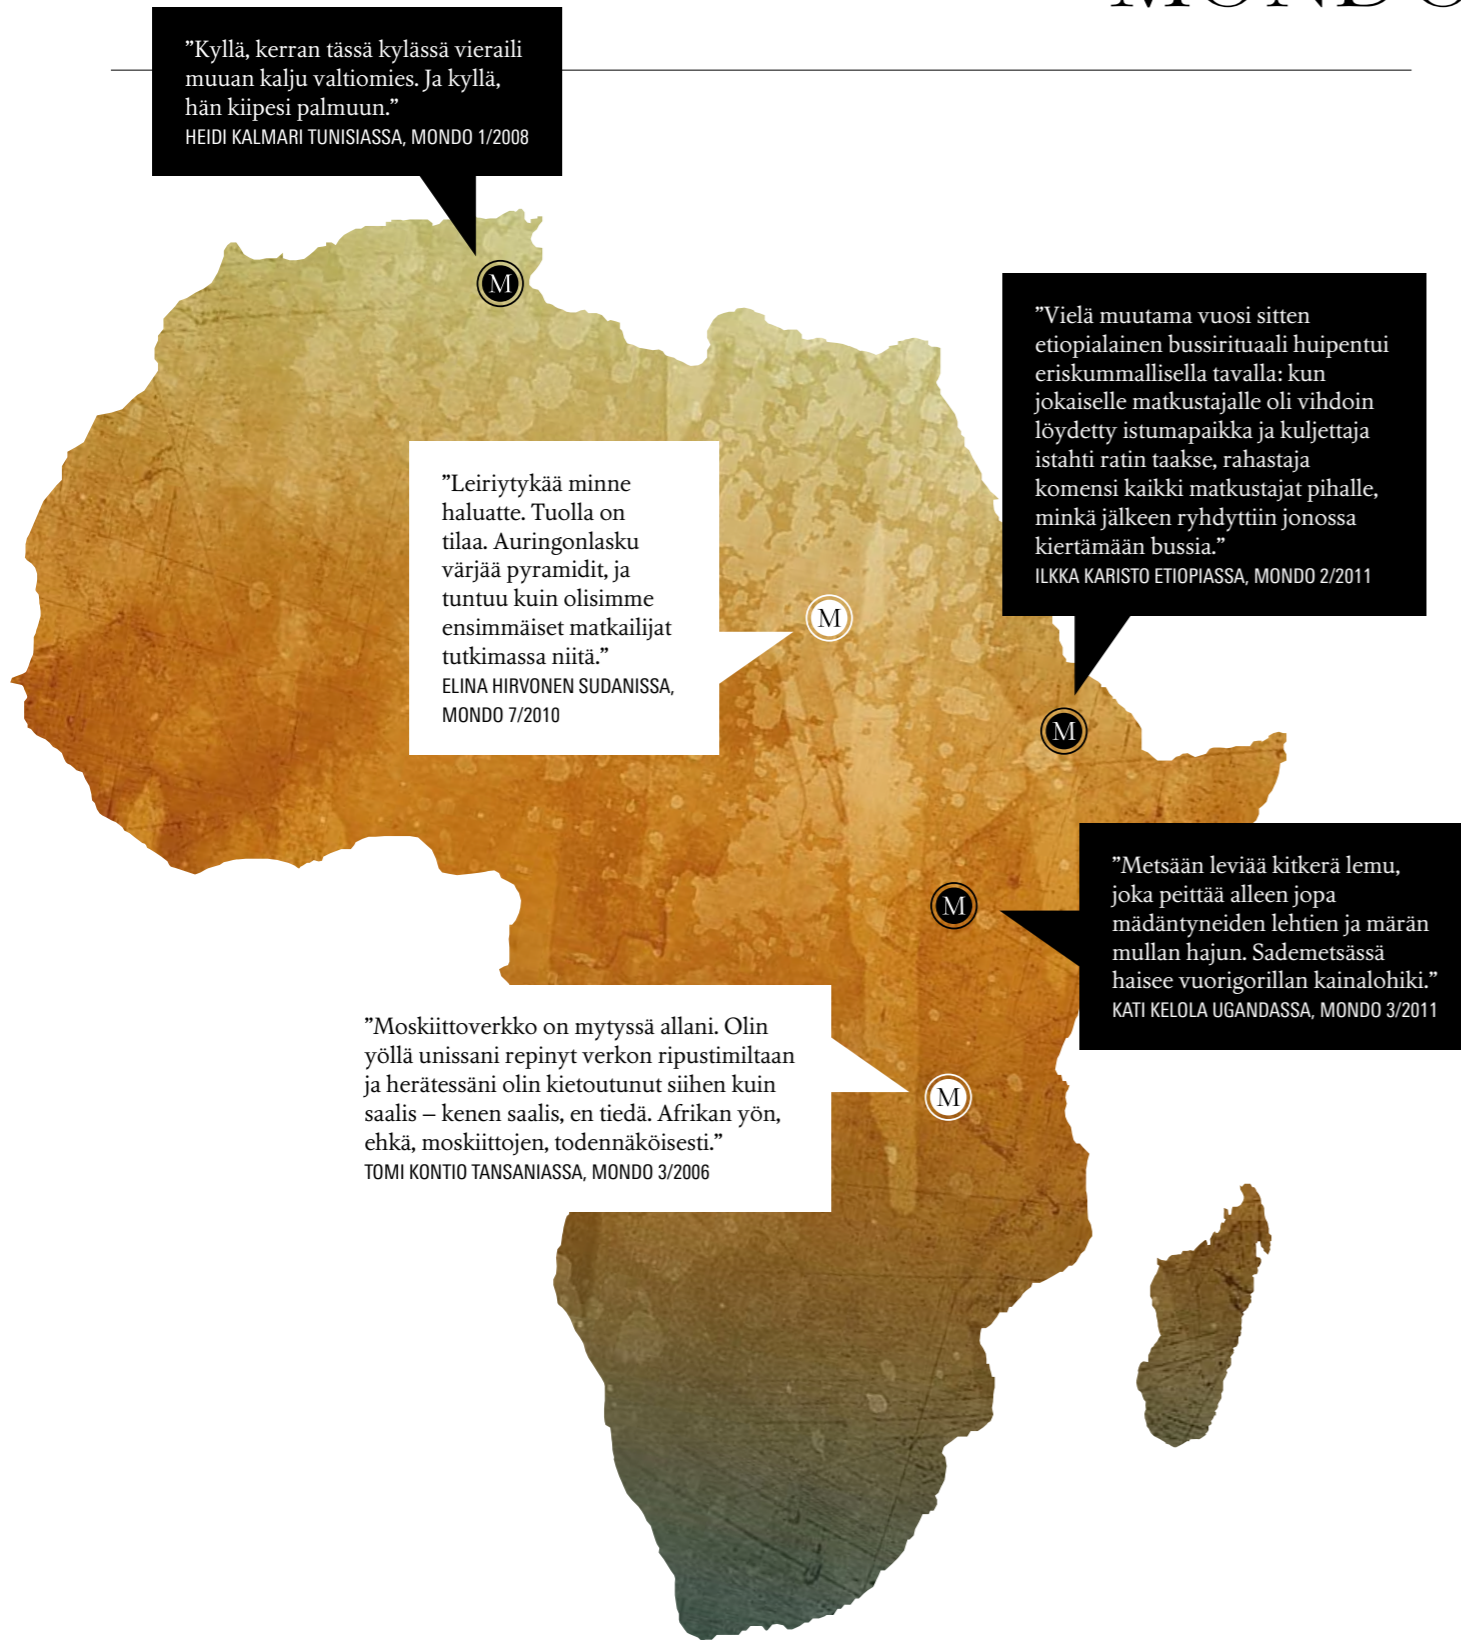 MONDO
”Kyllä, kerran tässä kylässä vieraili
muuan kalju valtiomies. Ja kyllä,
hän kiipesi palmuun.”
HEIDI KALMARI TUNISIASSA, MONDO 1/2008
M
”Vielä muutama vuosi sitten
etiopialainen bussirituaali huipentui
eriskummallisella tavalla: kun
jokaiselle matkustajalle oli vihdoin
löydetty istumapaikka ja kuljettaja
istahti ratin taakse, rahastaja
komensi kaikki matkustajat pihalle,
minkä jälkeen ryhdyttiin jonossa
kiertämään bussia.”
ILKKA KARISTO ETIOPIASSA, MONDO 2/2011
M
”Leiriytykää minne
haluatte. Tuolla on
tilaa. Auringonlasku
värjää pyramidit, ja
tuntuu kuin olisimme
ensimmäiset matkailijat
tutkimassa niitä.”
ELINA HIRVONEN SUDANISSA,
MONDO 7/2010
M
”Metsään leviää kitkerä lemu,
joka peittää alleen jopa
mädäntyneiden lehtien ja märän
mullan hajun. Sademetsässä
haisee vuorigorillan kainalohiki.”
KATI KELOLA UGANDASSA, MONDO 3/2011
M
”Moskiittoverkko on mytyssä allani. Olin
yöllä unissani repinyt verkon ripustimiltaan
ja herätessäni olin kietoutunut siihen kuin
saalis – kenen saalis, en tiedä. Afrikan yön,
ehkä, moskiittojen, todennäköisesti.”
TOMI KONTIO TANSANIASSA, MONDO 3/2006
M